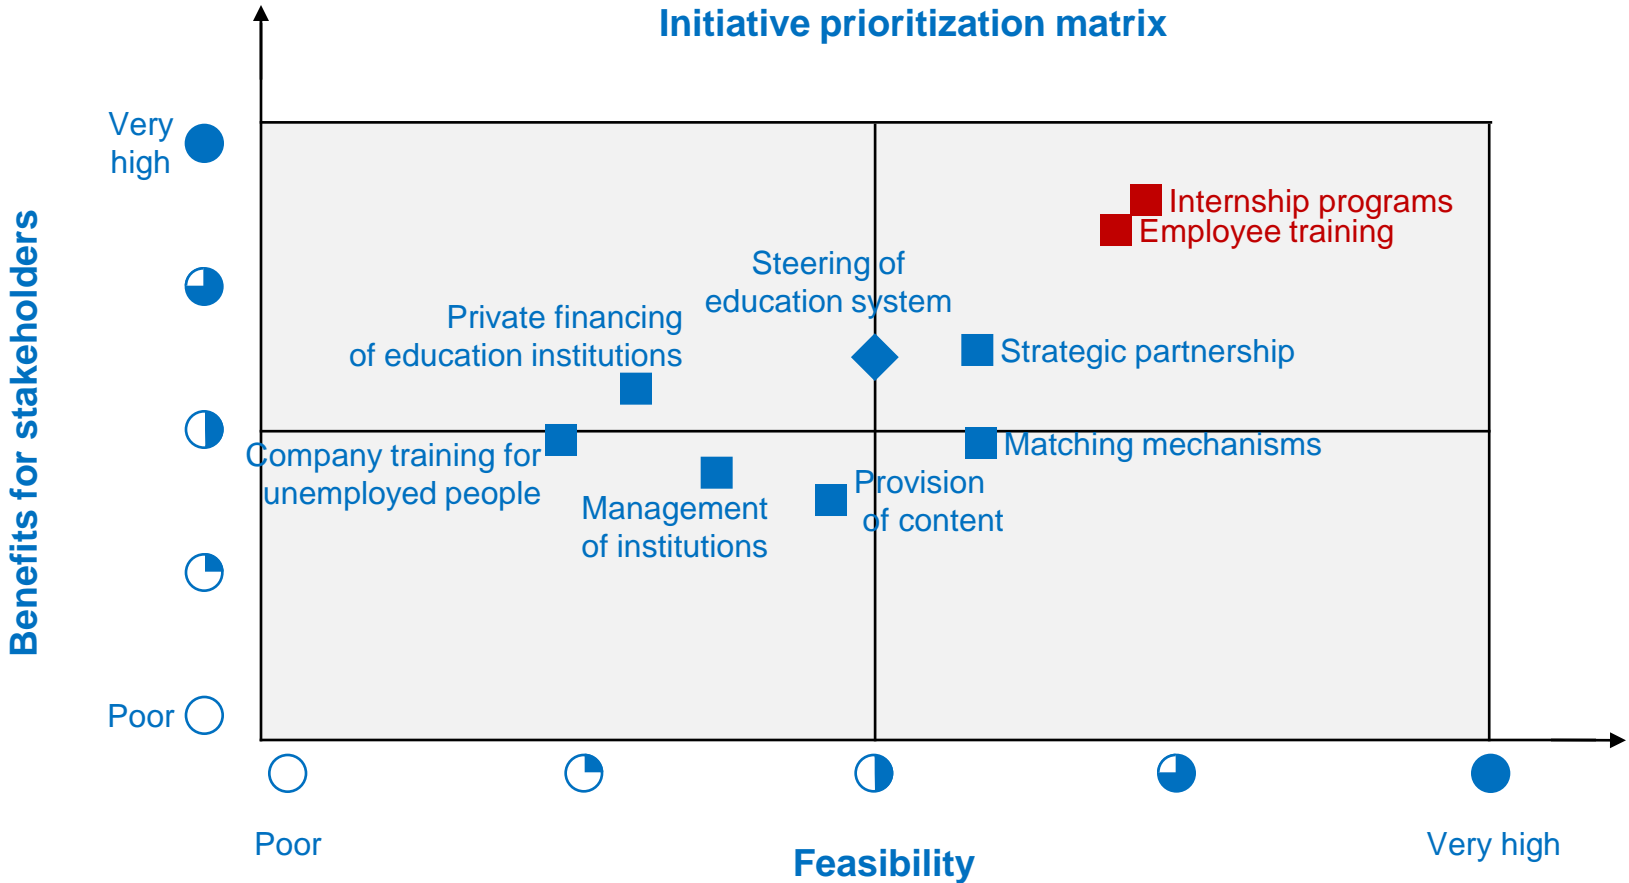 Initiative prioritization matrix
Very
high
Internship programs
Employee training
Steering of
education system
Private financing
of education institutions
Strategic partnership
Benefits for stakeholders
Company training for
unemployed people
Matching mechanisms
Management
of institutions
Provision
of content
Poor
Poor
Feasibility
Very high